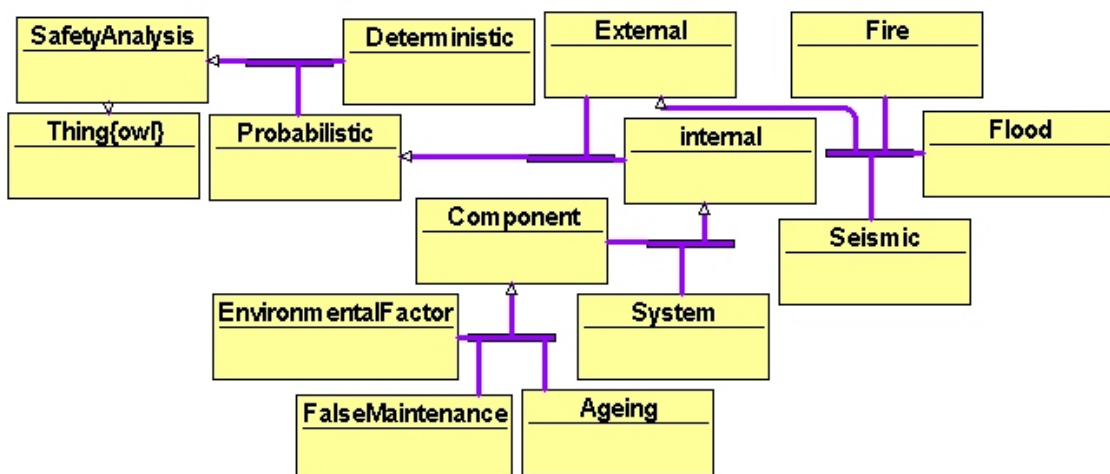 SafetyAnalysis
Deterministic
External
Fire
Thing{owl}
Probabilistic
internal
Flood
Component
Seismic
EnvironmentalFactor
System
FalseMaintenance
Ageing